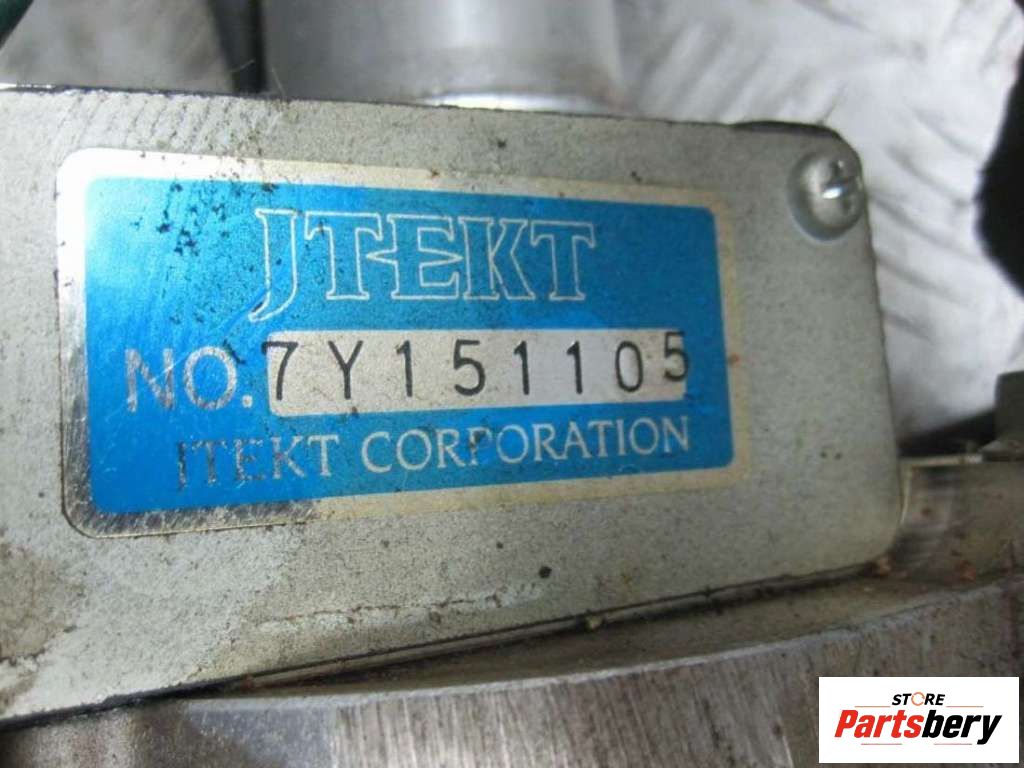 JTEKT
NO. 7Y151105
JTEKT CORPORATION
STORE
Partsbery